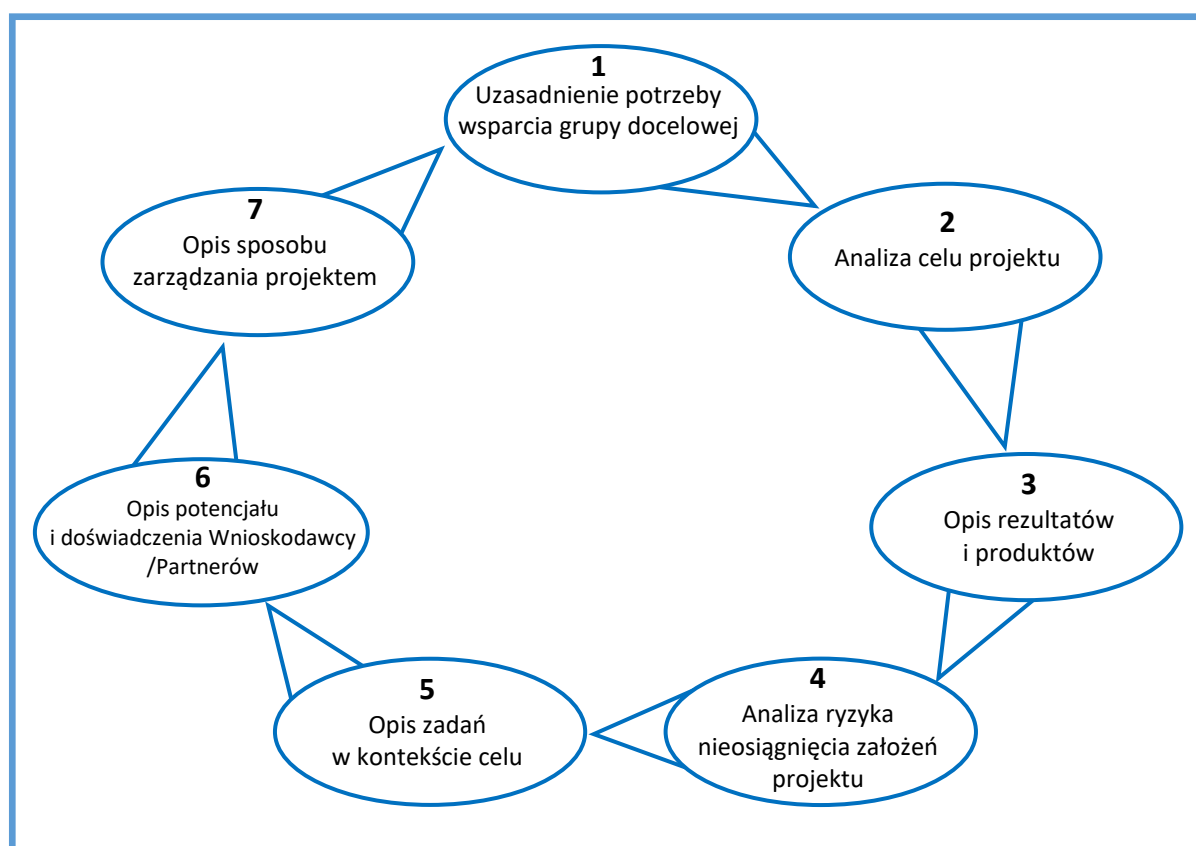 1
Uzasadnienie potrzeby
wsparcia grupy docelowej
2
Analiza celu projektu
3
Opis rezultatów
i produktów
4
Analiza ryzyka
nieosiągnięcia założeń
projektu
5
Opis zadań
w kontekście celu
6
Opis potencjału
i doświadczenia Wnioskodawcy
/Partnerów
7
Opis sposobu
zarządzania projektem